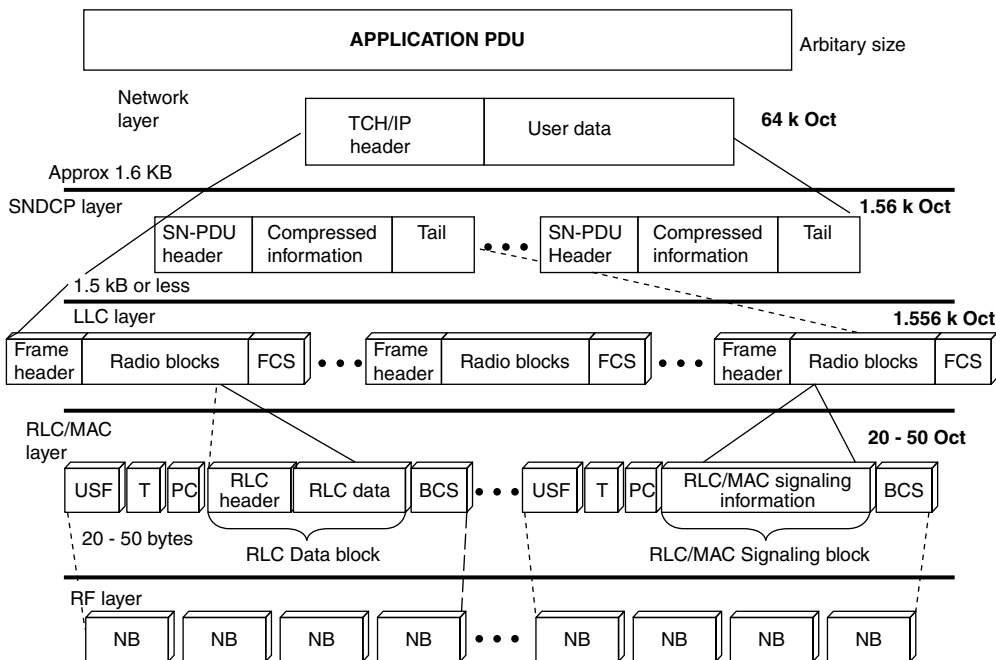 APPLICATION PDU
Arbitary size
Network
layer
TCH/IP
header
User data
64 k Oct
Approx 1.6 KB
SNDCP layer
1.56 k Oct
SN-PDU
header
Compressed
information
Tail
SN-PDU
Header
Compressed
information
Tail
1.5 kB or less
LLC layer
1.556 k Oct
Frame
header
Radio blocks
FCS
Frame
header
Radio blocks
FCS
Frame
header
Radio blocks
FCS
RLC/MAC
layer
20 - 50 Oct
USF
T
PC
RLC
header
RLC data
BCS
USF
T
PC
RLC/MAC signaling
information
BCS
20 - 50 bytes
RLC Data block
RLC/MAC Signaling block
RF layer
NB
NB
NB
NB
NB
NB
NB
NB